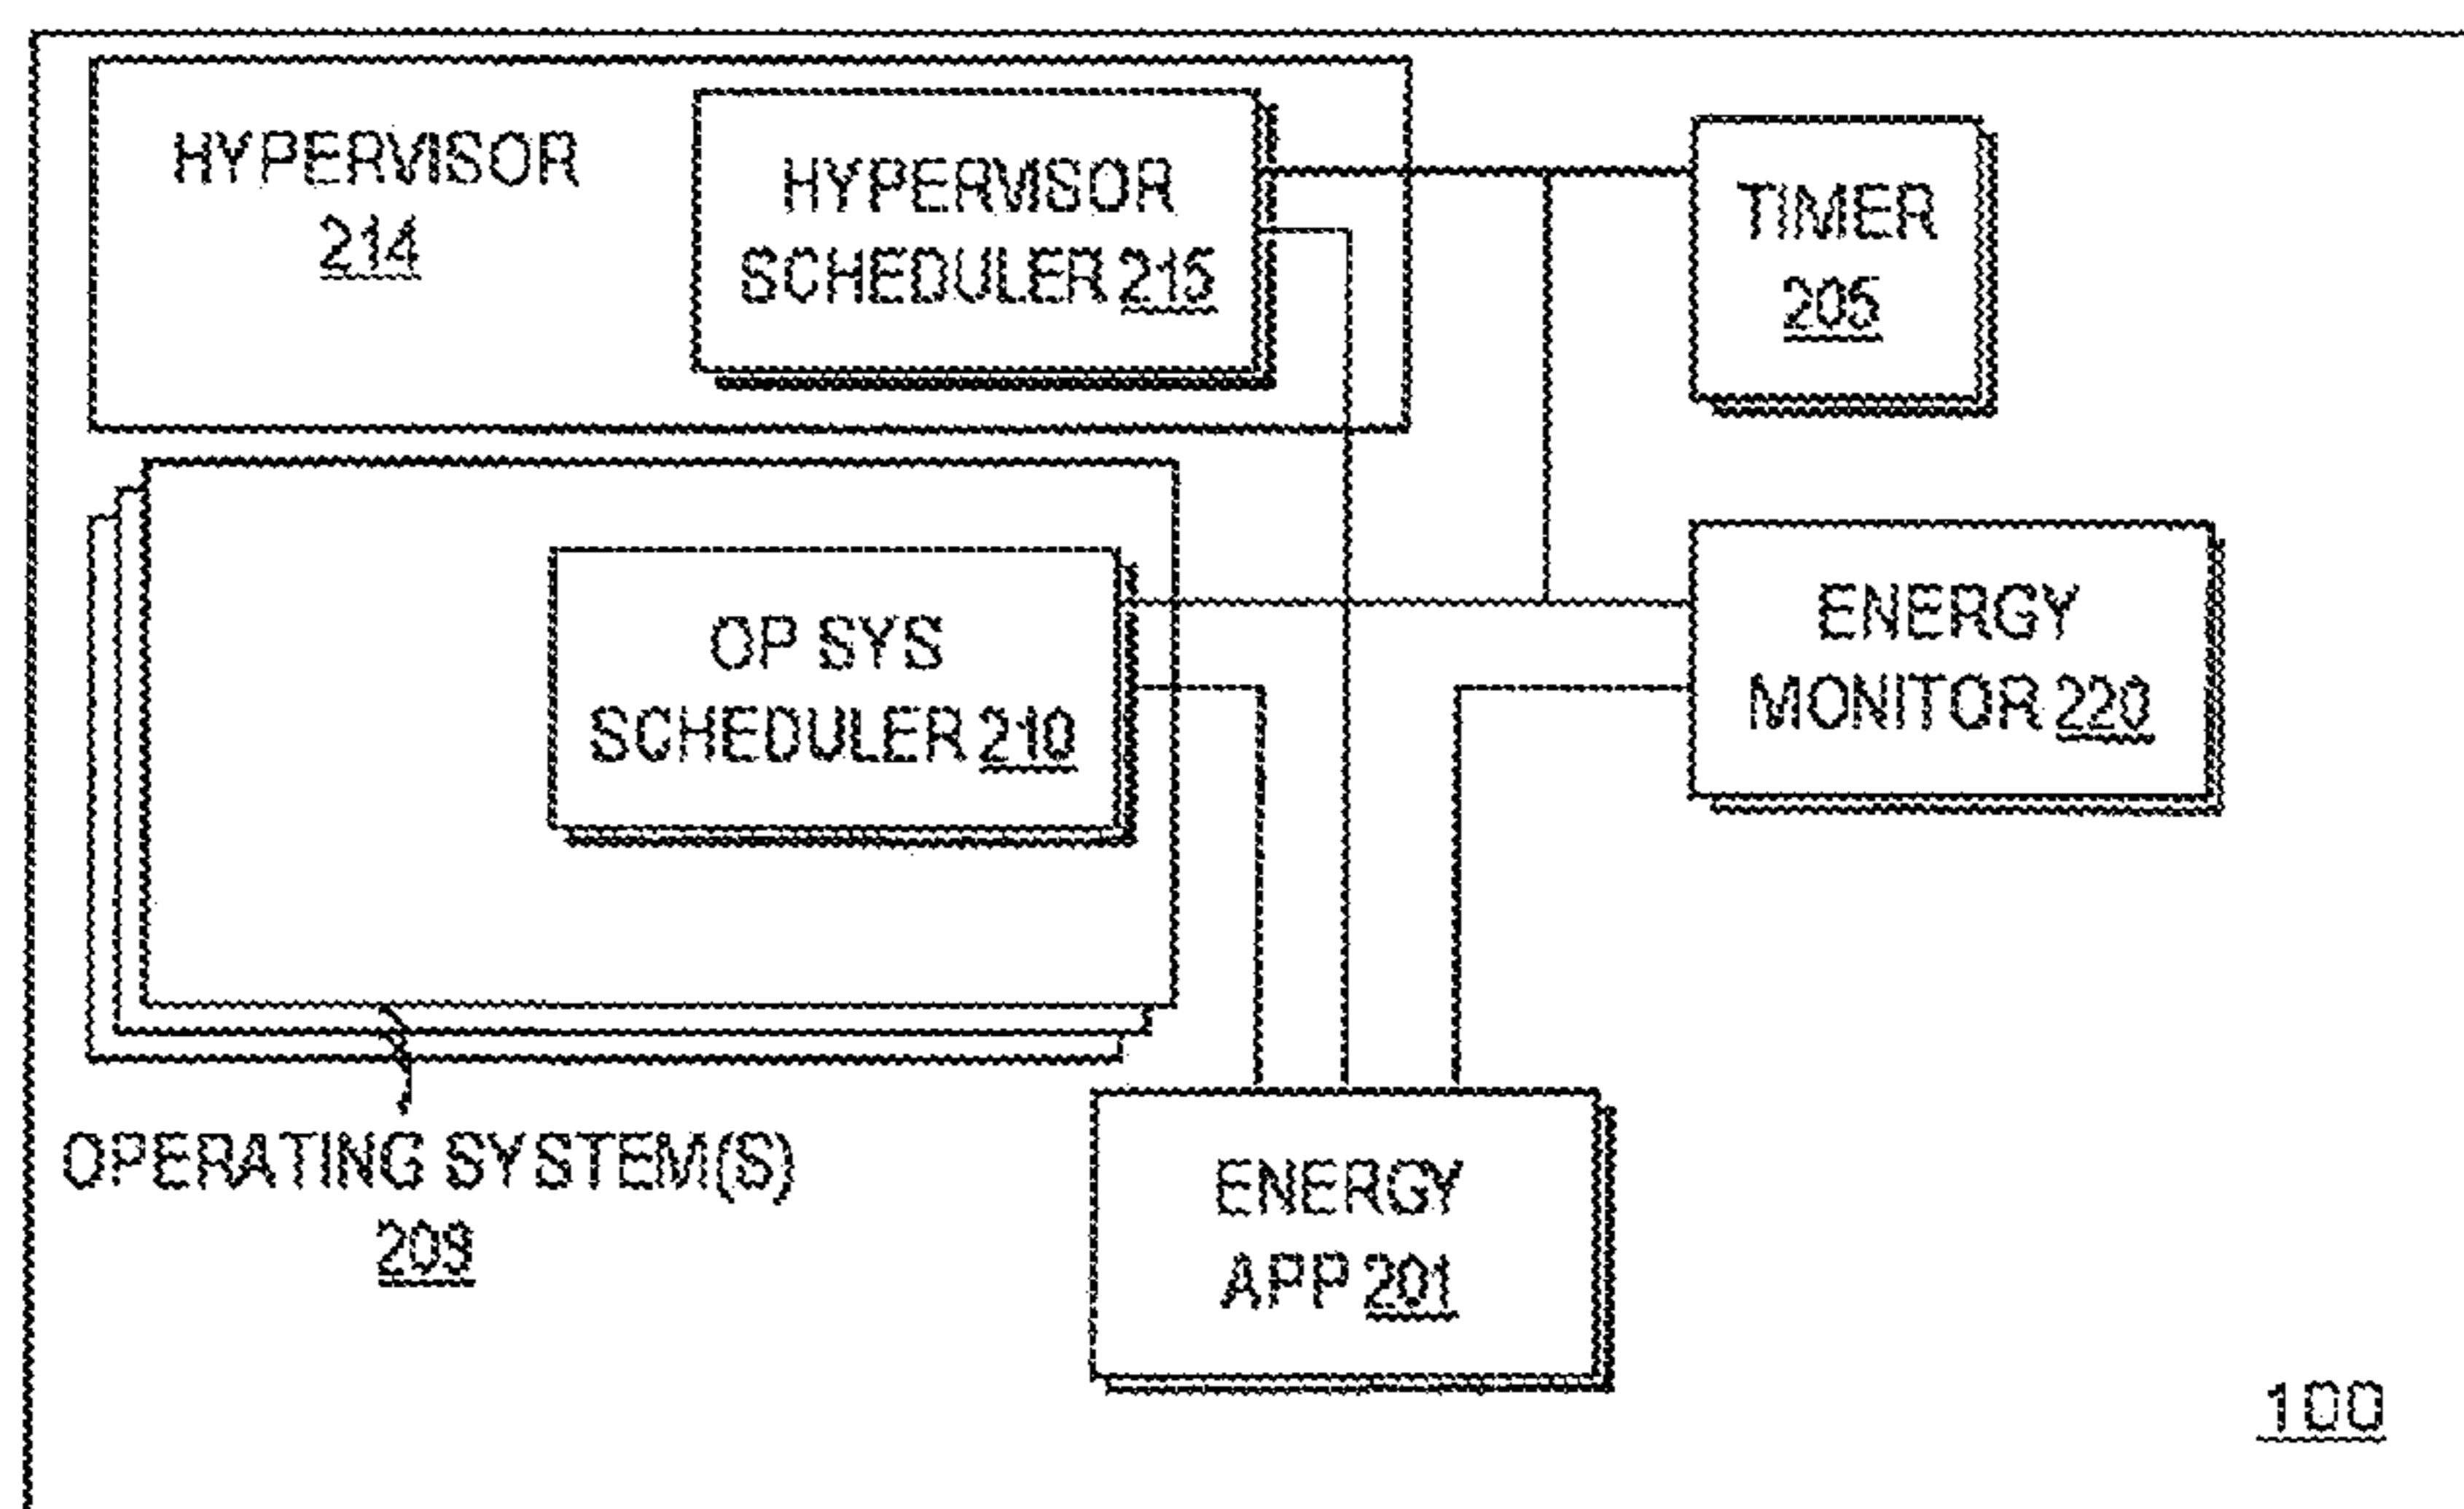 HYPERVISOR
214
HYPERVISOR
SCHEDULER 215
TIMER
205
OP SYS
SCHEDULER 210
ENERGY
MONITOR 220
OPERATING SYSTEM(S)
209
ENERGY
APP 201
100